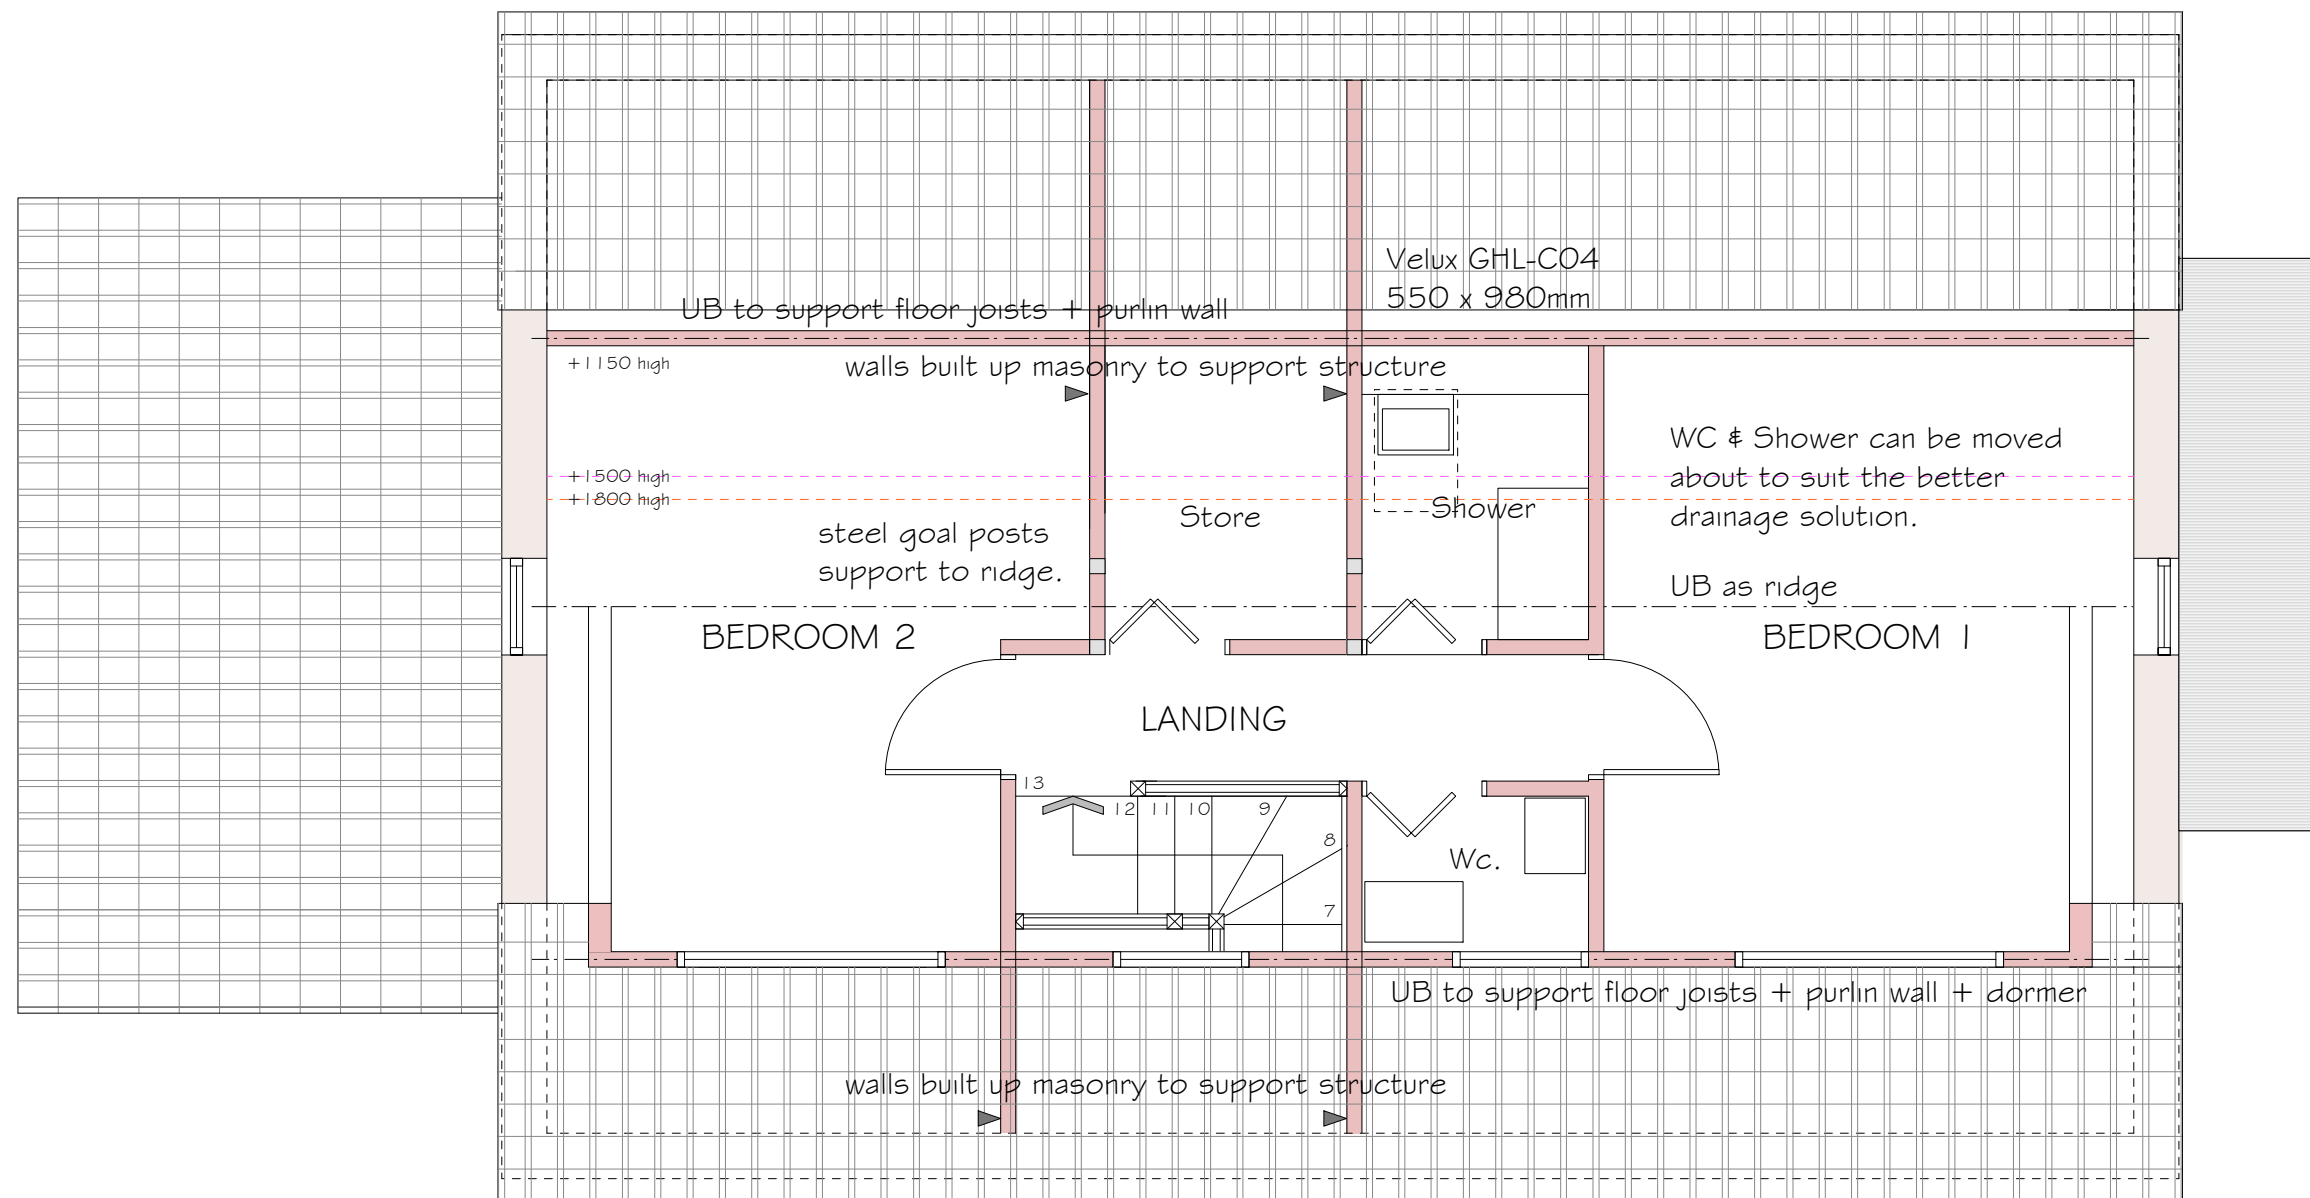 Velux GHL-C04
550 x 980mm
UB to support floor joists + purlin wall
+1150 high
walls built up masonry to support structure
WC & Shower can be moved
about to suit the better
drainage solution.
+1500 high
+1800 high
Store
Shower
steel goal posts
support to ridge.
UB as ridge
BEDROOM 2
BEDROOM 1
LANDING
13
12
11
10
9
8
7
Wc.
UB to support floor joists + purlin wall + dormer
walls built up masonry to support structure